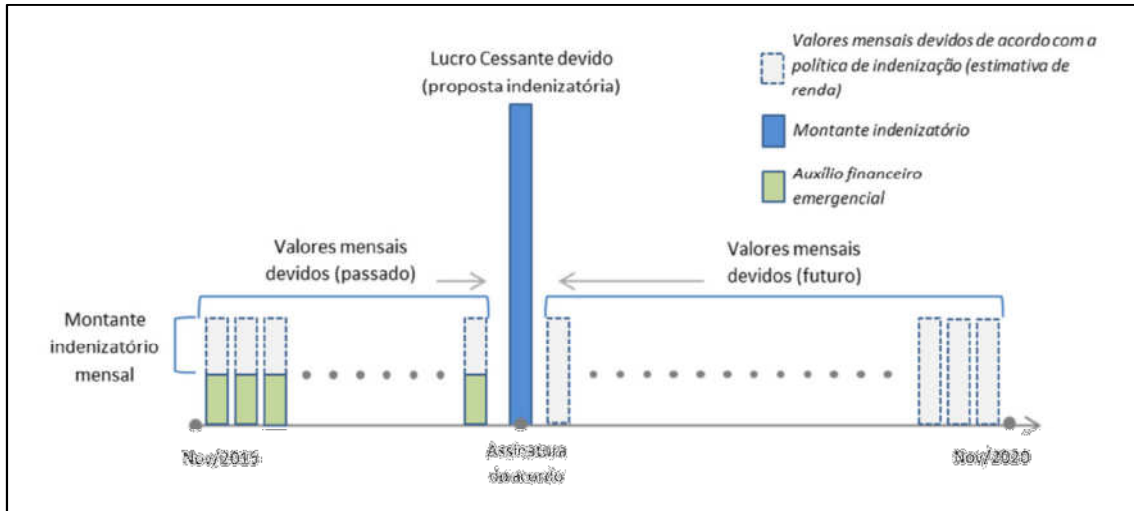 Lucro Cessante devido
(proposta indenizatória)
Valores mensais devidos de acordo com a
política de indenização (estimativa de
renda)
Montante indenizatório
Auxílio financeiro
emergencial
Valores mensais
devidos (passado)
Valores mensais
devidos (futuro)
Montante
indenizatório
mensal
Nov/2015
Assinatura
do acordo
Nov/2020